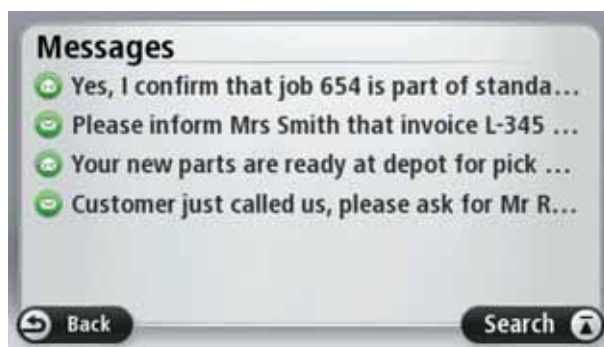 Messages
Yes, I confirm that job 654 is part of standa...
Please inform Mrs Smith that invoice L-345 ...
Your new parts are ready at depot for pick ...
Customer just called us, please ask for Mr R...
Back
Search